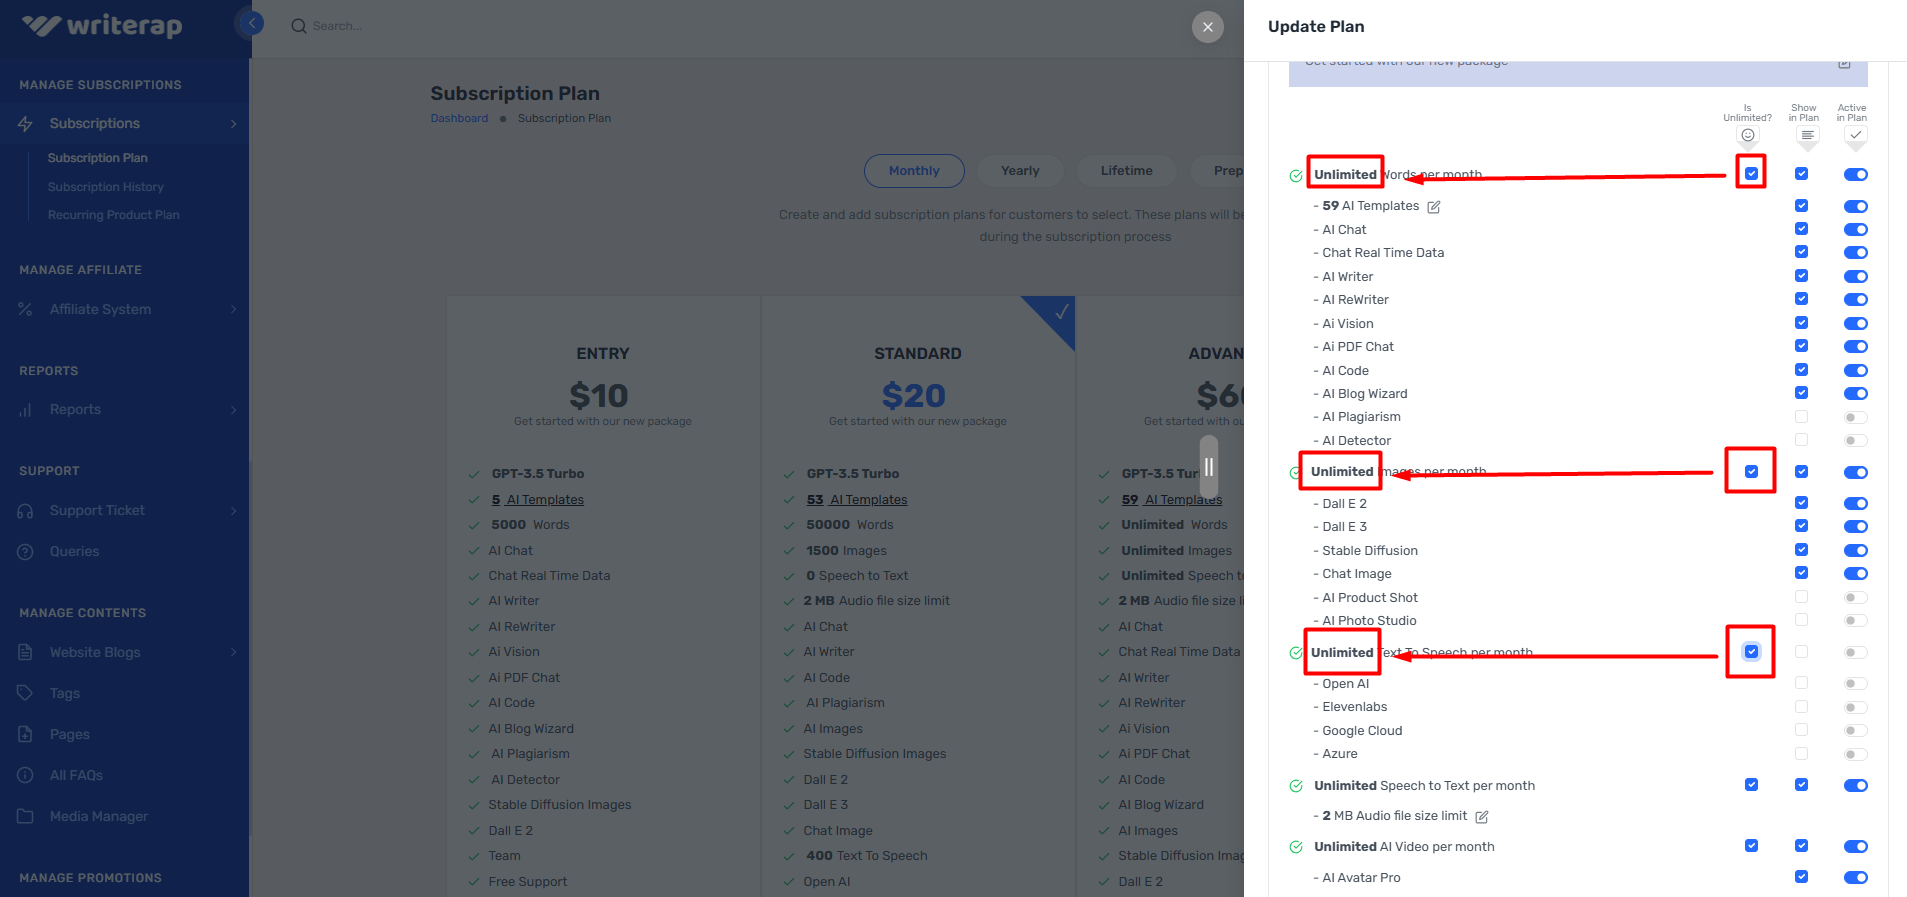 writerap
MANAGE SUBSCRIPTIONS
Subscriptions
Subscription Plan
Subscription History
Recurring Product Plan
MANAGE AFFILIATE
Affiliate System
REPORTS
Reports
SUPPORT
Support Ticket
Queries
MANAGE CONTENTS
Website Blogs
Tags
Pages
All FAQs
Media Manager
MANAGE PROMOTIONS
Search...
Subscription Plan
Dashboard Subscription Plan
Monthly Yearly Lifetime Prep
Create and add subscription plans for customers to select. These plans will be
during the subscription process
ENTRY
$10
Get started with our new package
GPT-3.5 Turbo
5 AI Templates
5000 Words
AI Chat
Chat Real Time Data
AI Writer
AI ReWriter
Ai Vision
Ai PDF Chat
AI Code
AI Blog Wizard
AI Plagiarism
AI Detector
Stable Diffusion Images
Dall E 2
Team
Free Support
STANDARD
$20
Get started with our new package
GPT-3.5 Turbo
53 AI Templates
50000 Words
1500 Images
0 Speech to Text
2 MB Audio file size limit
AI Chat
AI Writer
AI Code
AI Plagiarism
AI Images
Stable Diffusion Images
Dall E 2
Dall E 3
Chat Image
400 Text To Speech
Open AI
ADVAN
$6
Get started with ou
GPT-3.5 Tur
59 AI Templates
Unlimited Words
Unlimited Images
Unlimited Speech t
2 MB Audio file size l
AI Chat
Chat Real Time Data
AI Writer
AI ReWriter
Ai Vision
Ai PDF Chat
AI Code
AI Blog Wizard
AI Images
Stable Diffusion Imag
Dall E 2
Update Plan
Get started with our new package
Is Unlimited?
Show in Plan
Active in Plan
Unlimited Words per month
- 59 AI Templates
- AI Chat
- Chat Real Time Data
- AI Writer
- AI ReWriter
- Ai Vision
- Ai PDF Chat
- AI Code
- AI Blog Wizard
- AI Plagiarism
- AI Detector
Unlimited Images per month
- Dall E 2
- Dall E 3
- Stable Diffusion
- Chat Image
- AI Product Shot
- AI Photo Studio
Unlimited Text To Speech per month
- Open AI
- Elevenlabs
- Google Cloud
- Azure
Unlimited Speech to Text per month
- 2 MB Audio file size limit
Unlimited AI Video per month
- AI Avatar Pro